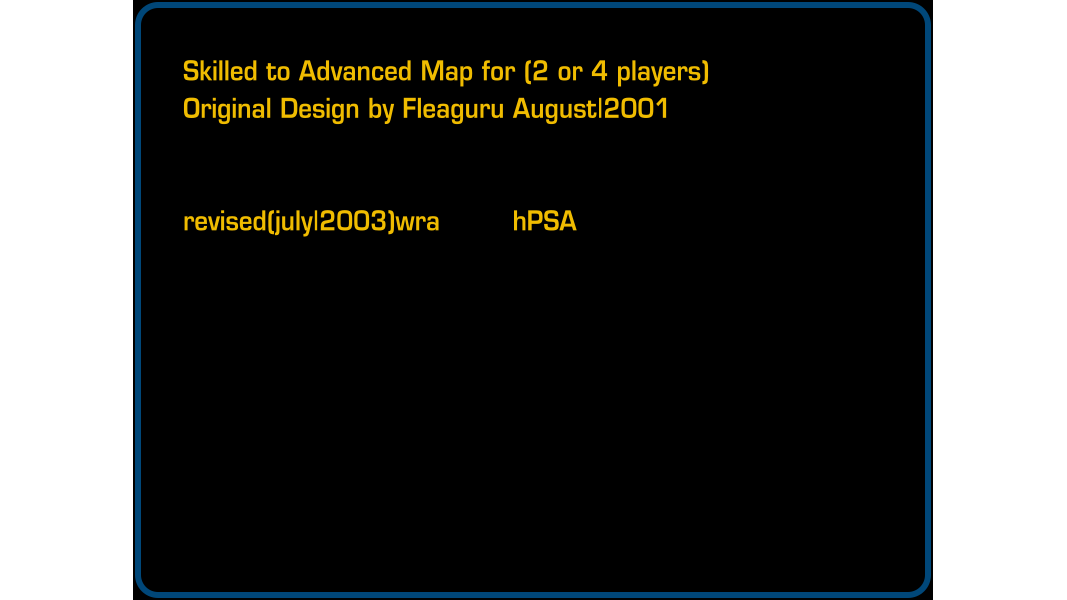 Skilled to Advanced Map for (2 or 4 players)
Original Design by Fleaguru August|2001
revised(july|2003)wra hPSA